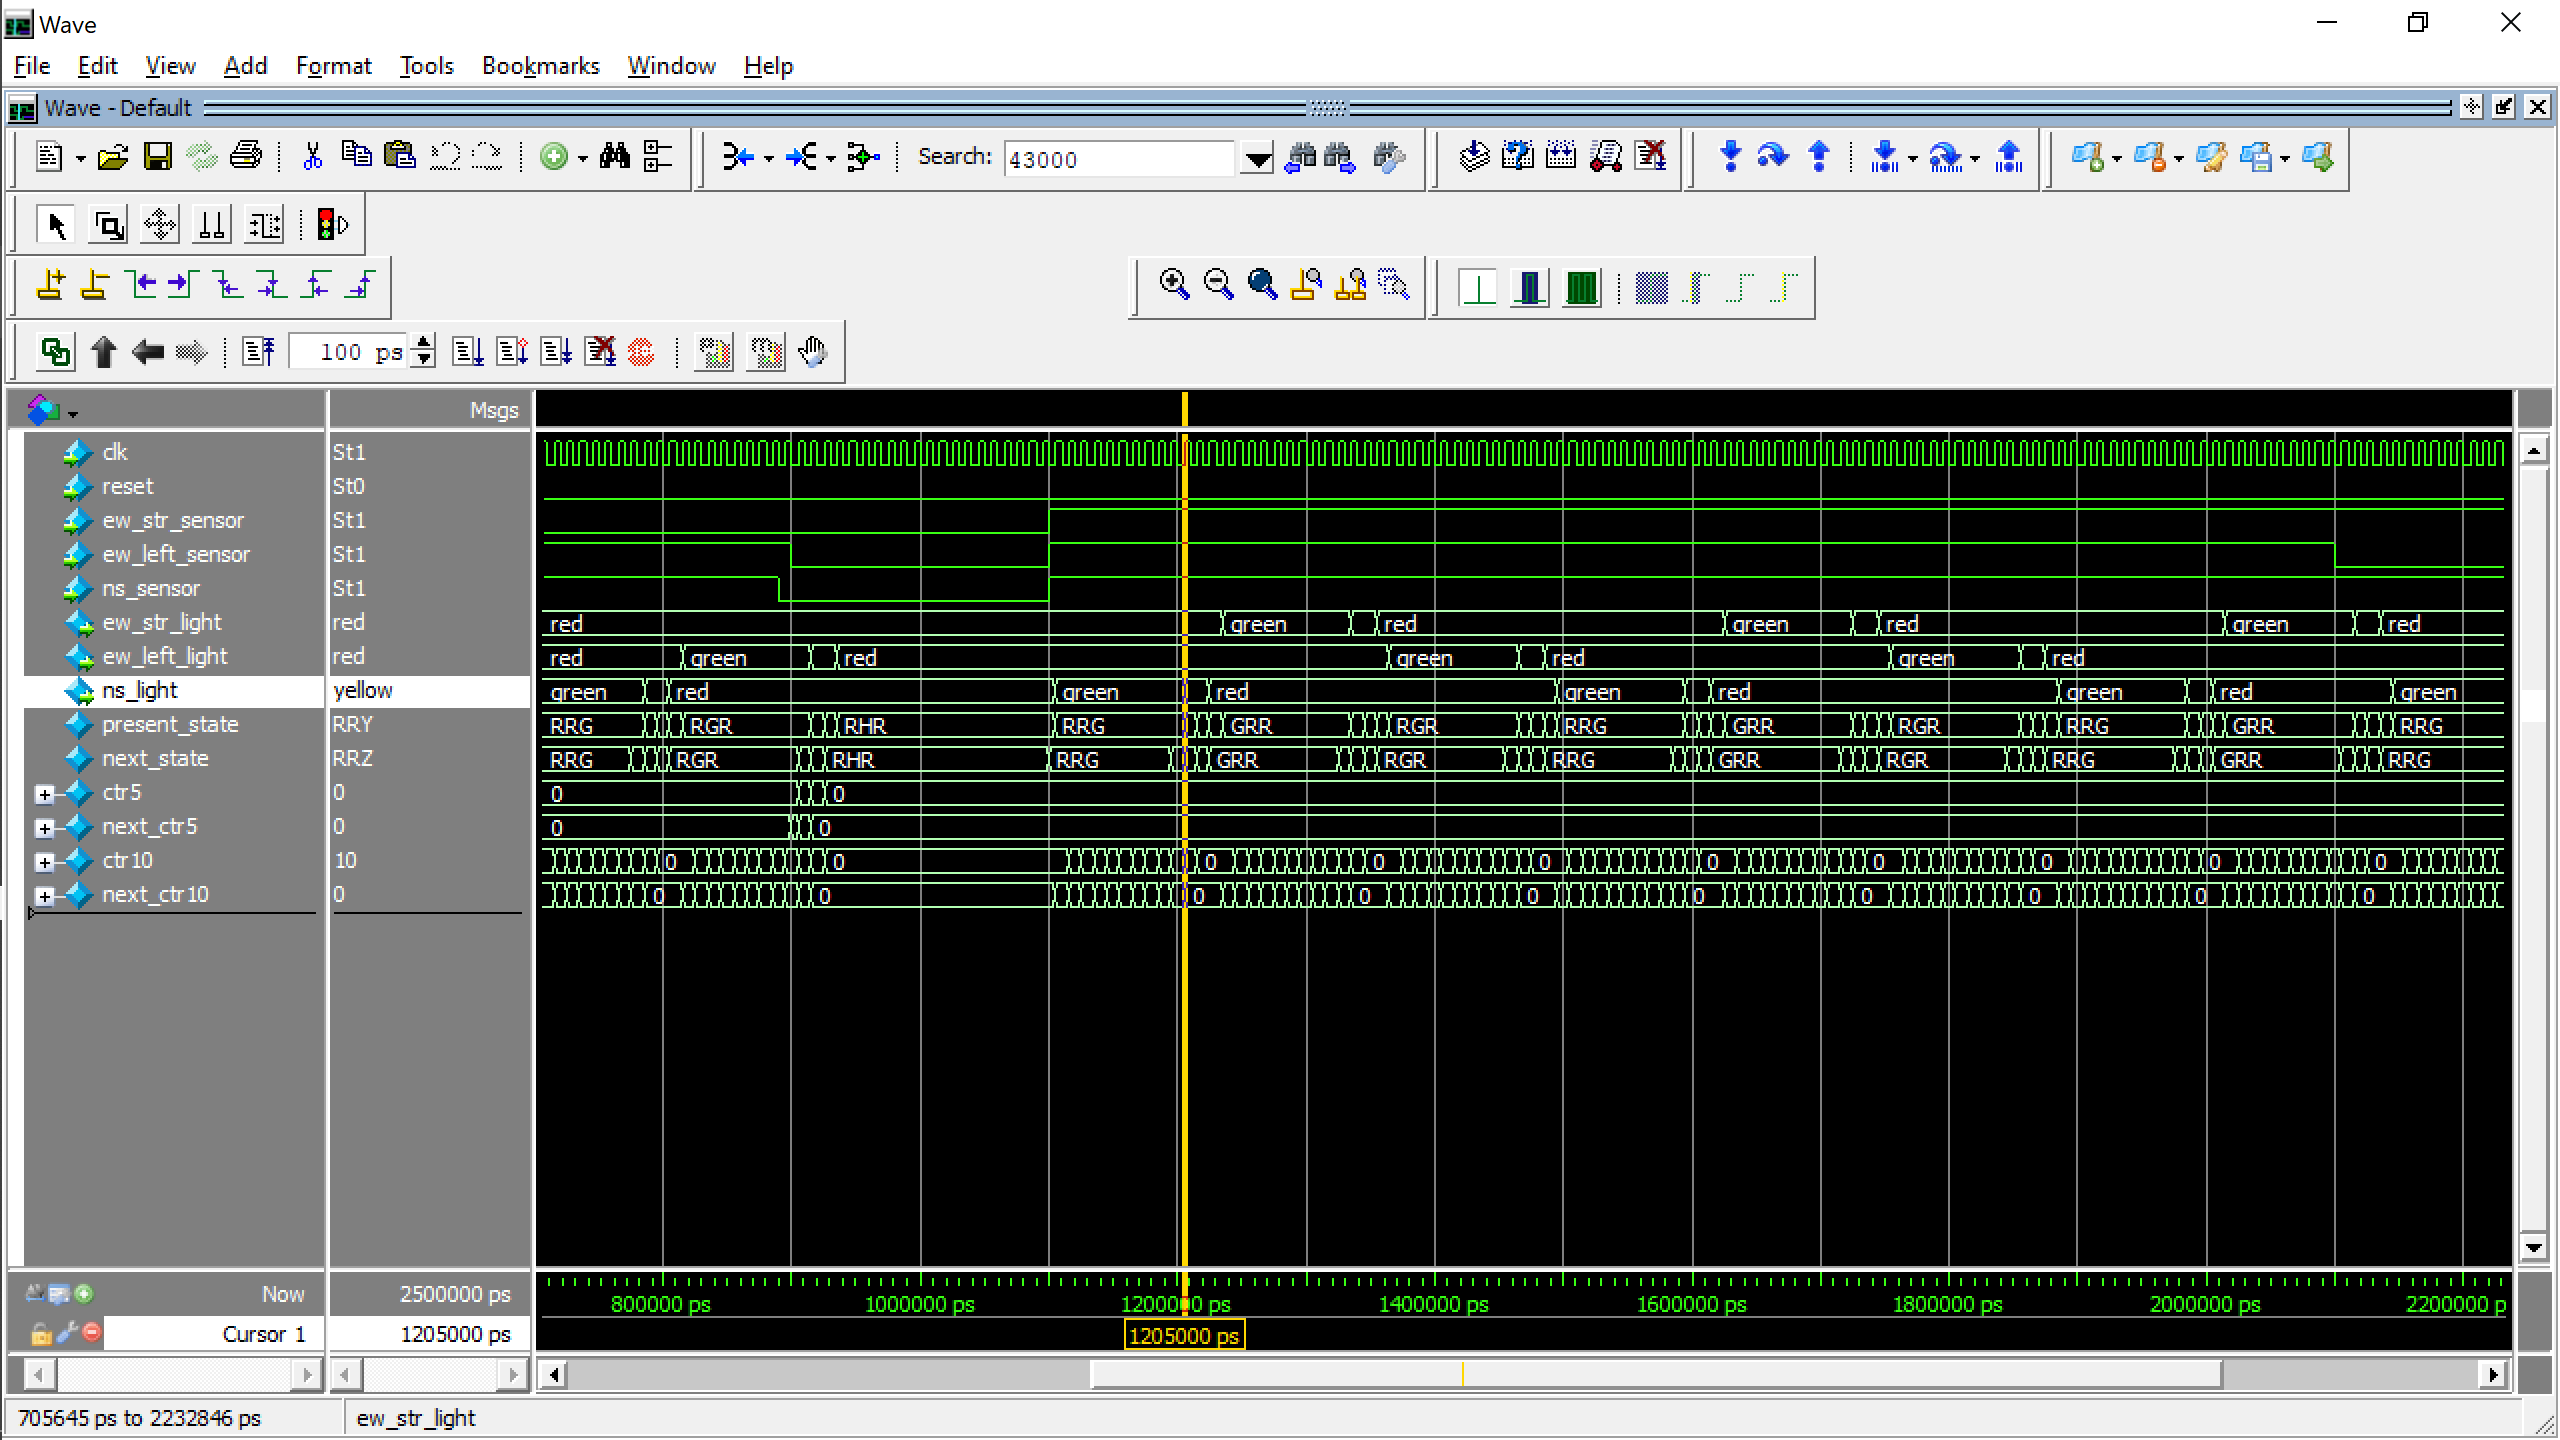 Wave
File Edit View Add Format Tools Bookmarks Window Help
Wave - Default
Search: 43000
100 ps
Msgs
clk St1
reset St0
ew_str_sensor St1
ew_left_sensor St1
ns_sensor St1
ew_str_light red red green red green red green red
ew_left_light red red green red green red green red
ns_light yellow green red green red green red green red green
present_state RRY RRG RGR RHR RRG GRR RGR RRG GRR RGR RRG GRR RRG
next_state RRZ RRG RGR RHR RRG GRR RGR RRG GRR RGR RRG GRR RRG
ctr5 0 0 0
next_ctr5 0 0 0
ctr10 10 0 0 0 0 0 0 0 0 0 0
next_ctr10 0 0 0 0 0 0 0 0 0 0 0
Now 2500000 ps 800000 ps 1000000 ps 1200000 ps 1400000 ps 1600000 ps 1800000 ps 2000000 ps 2200000 p
Cursor 1 1205000 ps 1205000 ps
705645 ps to 2232846 ps ew_str_light